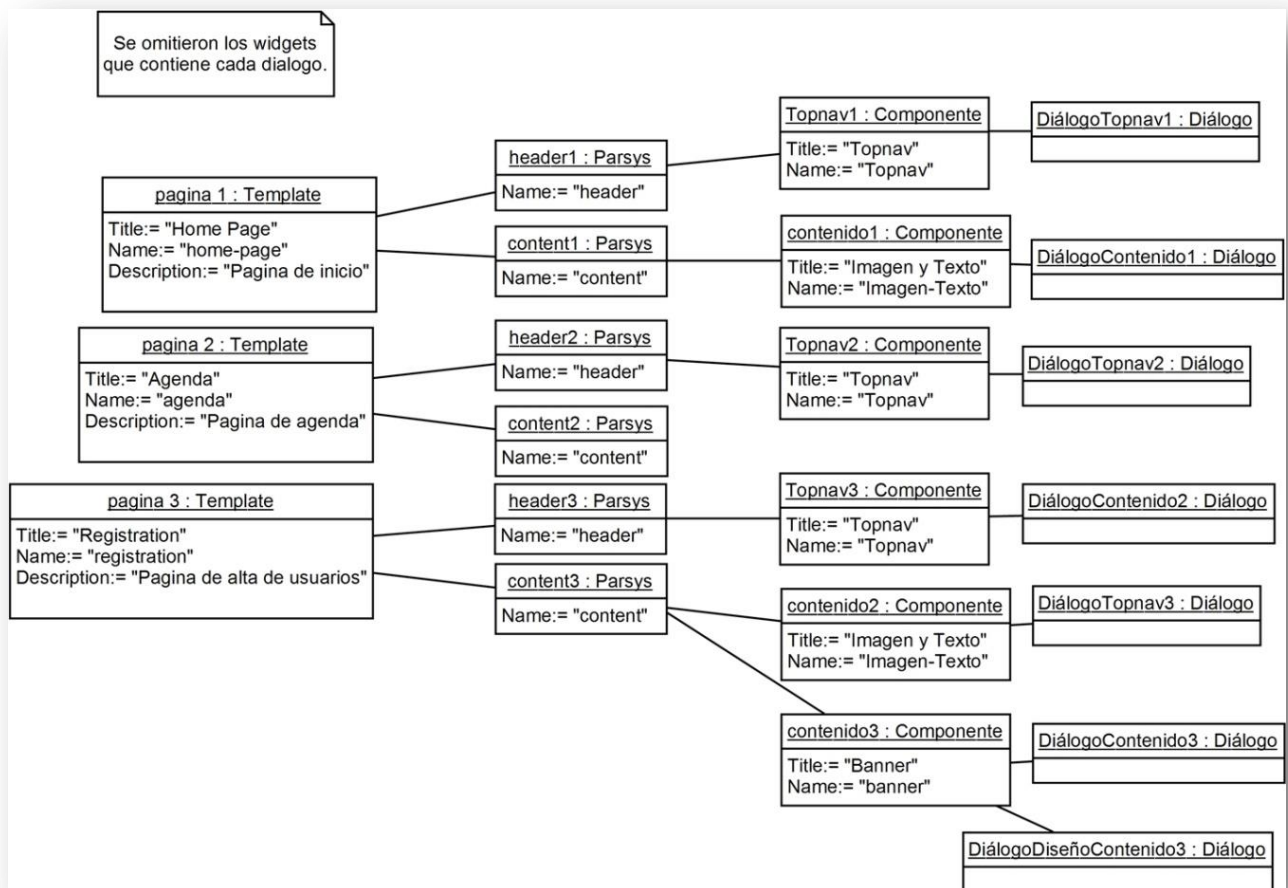 Se omitieron los widgets
que contiene cada dialogo.
pagina 1 : Template
Title:= "Home Page"
Name:= "home-page"
Description:= "Pagina de inicio"
header1 : Parsys
Name:= "header"
Topnav1 : Componente
Title:= "Topnav"
Name:= "Topnav"
DiálogoTopnav1 : Diálogo
content1 : Parsys
Name:= "content"
contenido1 : Componente
Title:= "Imagen y Texto"
Name:= "Imagen-Texto"
DiálogoContenido1 : Diálogo
pagina 2 : Template
Title:= "Agenda"
Name:= "agenda"
Description:= "Pagina de agenda"
header2 : Parsys
Name:= "header"
Topnav2 : Componente
Title:= "Topnav"
Name:= "Topnav"
DiálogoTopnav2 : Diálogo
content2 : Parsys
Name:= "content"
pagina 3 : Template
Title:= "Registration"
Name:= "registration"
Description:= "Pagina de alta de usuarios"
header3 : Parsys
Name:= "header"
Topnav3 : Componente
Title:= "Topnav"
Name:= "Topnav"
DiálogoContenido2 : Diálogo
content3 : Parsys
Name:= "content"
contenido2 : Componente
Title:= "Imagen y Texto"
Name:= "Imagen-Texto"
DiálogoTopnav3 : Diálogo
contenido3 : Componente
Title:= "Banner"
Name:= "banner"
DiálogoContenido3 : Diálogo
DiálogoDiseñoContenido3 : Diálogo